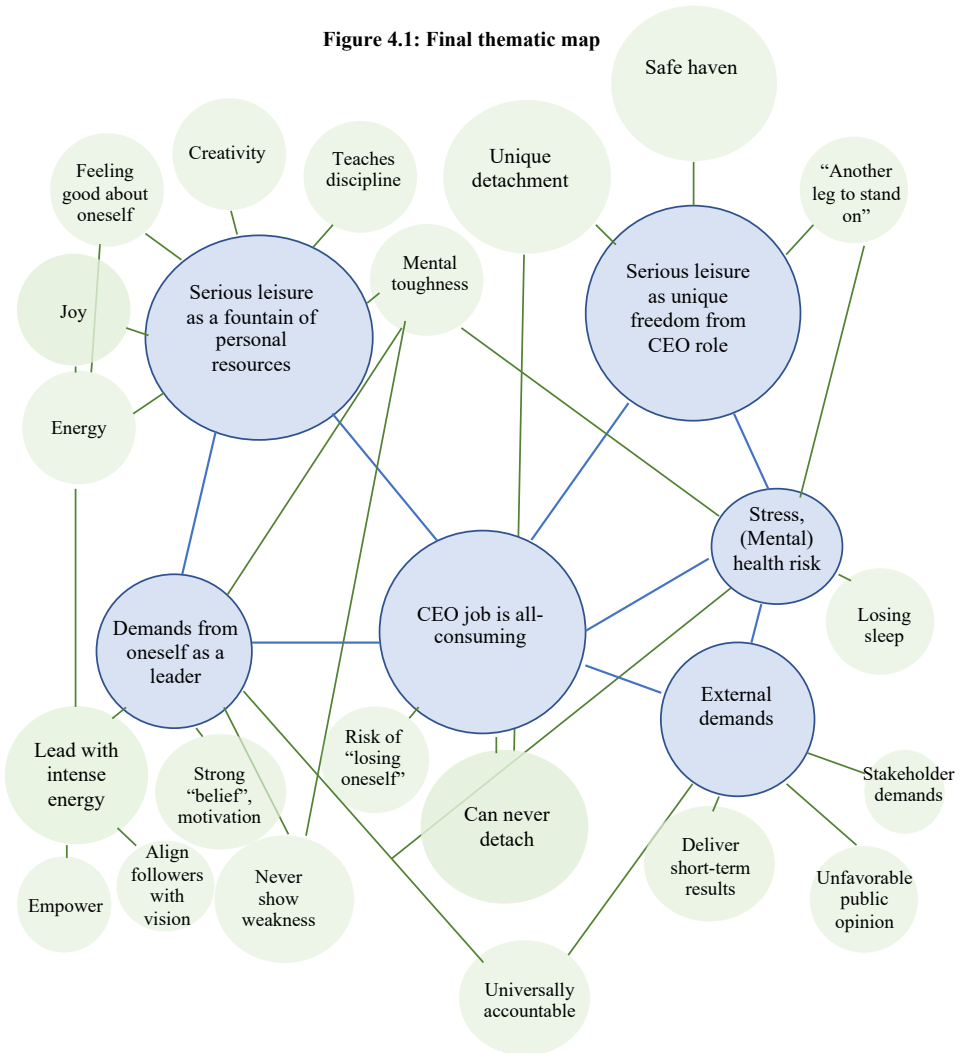 Figure 4.1: Final thematic map
Safe haven
Creativity
Teaches
discipline
Unique
detachment
Feeling
good about
oneself
“Another
leg to stand
on”
Mental
toughness
Serious leisure
as a fountain of
personal
resources
Serious leisure
as unique
freedom from
CEO role
Joy
Energy
Stress,
(Mental)
health risk
CEO job is all-
consuming
Demands from
oneself as a
leader
Losing
sleep
External
demands
Lead with
intense
energy
Strong
“belief”,
motivation
Risk of
“losing
oneself”
Can never
detach
Stakeholder
demands
Deliver
short-term
results
Align
followers
with
vision
Empower
Never
show
weakness
Unfavorable
public
opinion
Universally
accountable